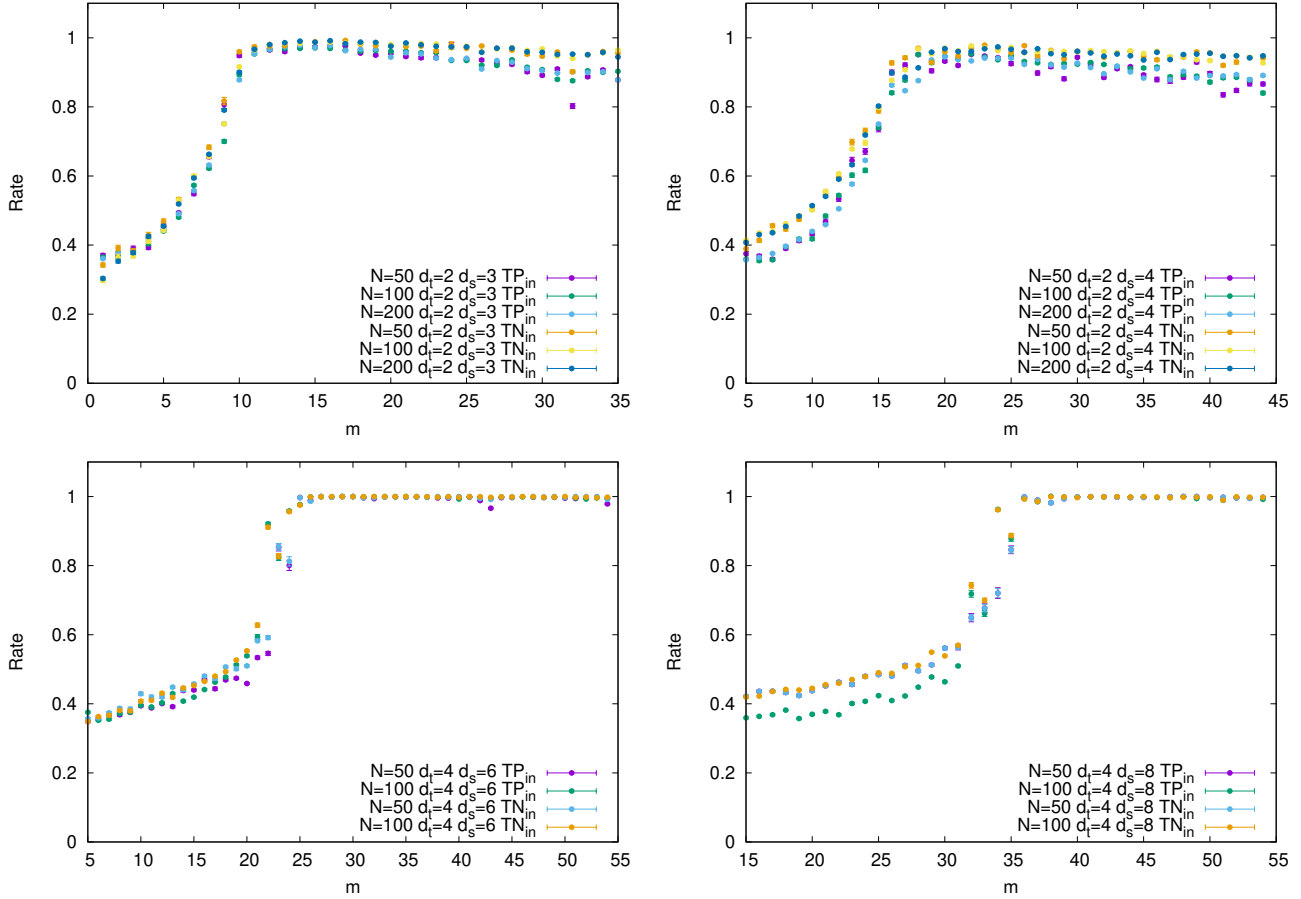 1
0.8
0.6
0.4
0.2
0
Rate
N=50 d_t=2 d_s=3 TP_in
N=100 d_t=2 d_s=3 TP_in
N=200 d_t=2 d_s=3 TP_in
N=50 d_t=2 d_s=3 TN_in
N=100 d_t=2 d_s=3 TN_in
N=200 d_t=2 d_s=3 TN_in
0 5 10 15 20 25 30 35
m
1
0.8
0.6
0.4
0.2
0
Rate
N=50 d_t=2 d_s=4 TP_in
N=100 d_t=2 d_s=4 TP_in
N=200 d_t=2 d_s=4 TP_in
N=50 d_t=2 d_s=4 TN_in
N=100 d_t=2 d_s=4 TN_in
N=200 d_t=2 d_s=4 TN_in
5 10 15 20 25 30 35 40 45
m
1
0.8
0.6
0.4
0.2
0
Rate
N=50 d_t=4 d_s=6 TP_in
N=100 d_t=4 d_s=6 TP_in
N=50 d_t=4 d_s=6 TN_in
N=100 d_t=4 d_s=6 TN_in
5 10 15 20 25 30 35 40 45 50 55
m
1
0.8
0.6
0.4
0.2
0
Rate
N=50 d_t=4 d_s=8 TP_in
N=100 d_t=4 d_s=8 TP_in
N=50 d_t=4 d_s=8 TN_in
N=100 d_t=4 d_s=8 TN_in
15 20 25 30 35 40 45 50 55
m